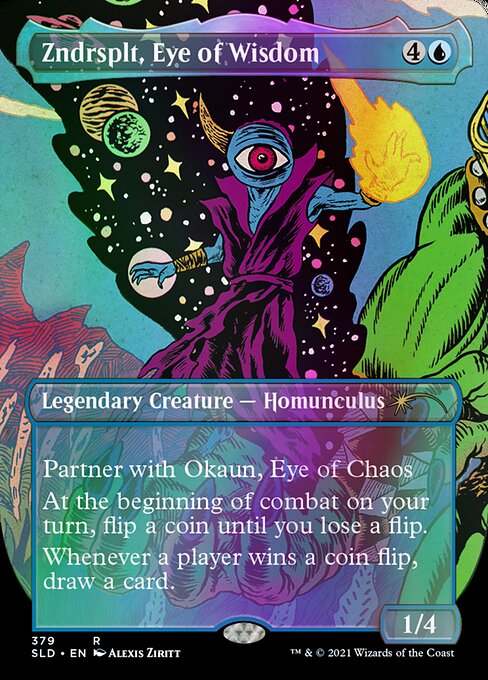 Zndrsplt, Eye of Wisdom 4
Legendary Creature — Homunculus
Partner with Okaun, Eye of Chaos
At the beginning of combat on your
turn, flip a coin until you lose a flip.
Whenever a player wins a coin flip,
draw a card.
1/4
379 R
SLD • EN ALEXIS ZIRITT
™ & © 2021 Wizards of the Coast